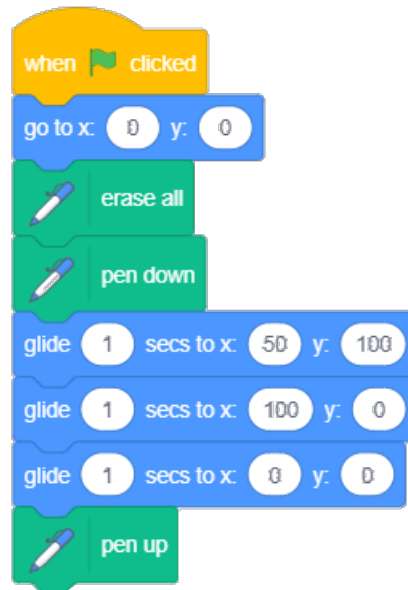 when clicked
go to x: 0 y: 0
erase all
pen down
glide 1 secs to x: 50 y: 100
glide 1 secs to x: 100 y: 0
glide 1 secs to x: 0 y: 0
pen up